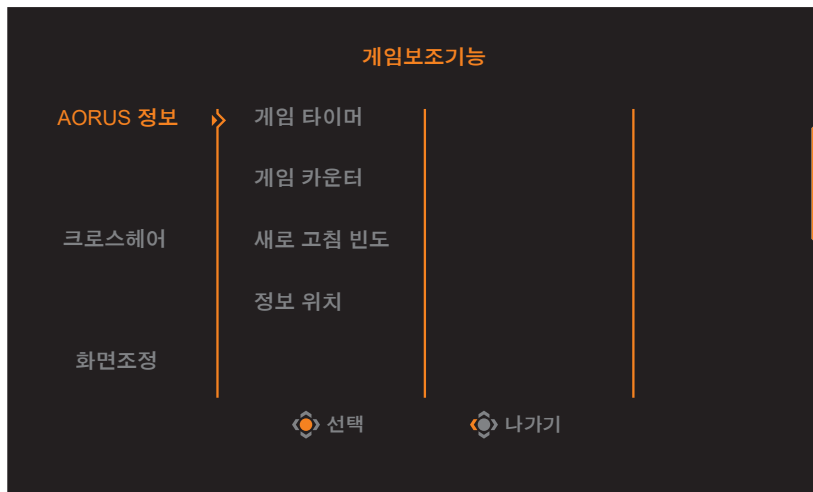 게임보조기능
AORUS 정보 게임 타이머
게임 카운터
크로스헤어 새로 고침 빈도
정보 위치
화면조정
선택 나가기